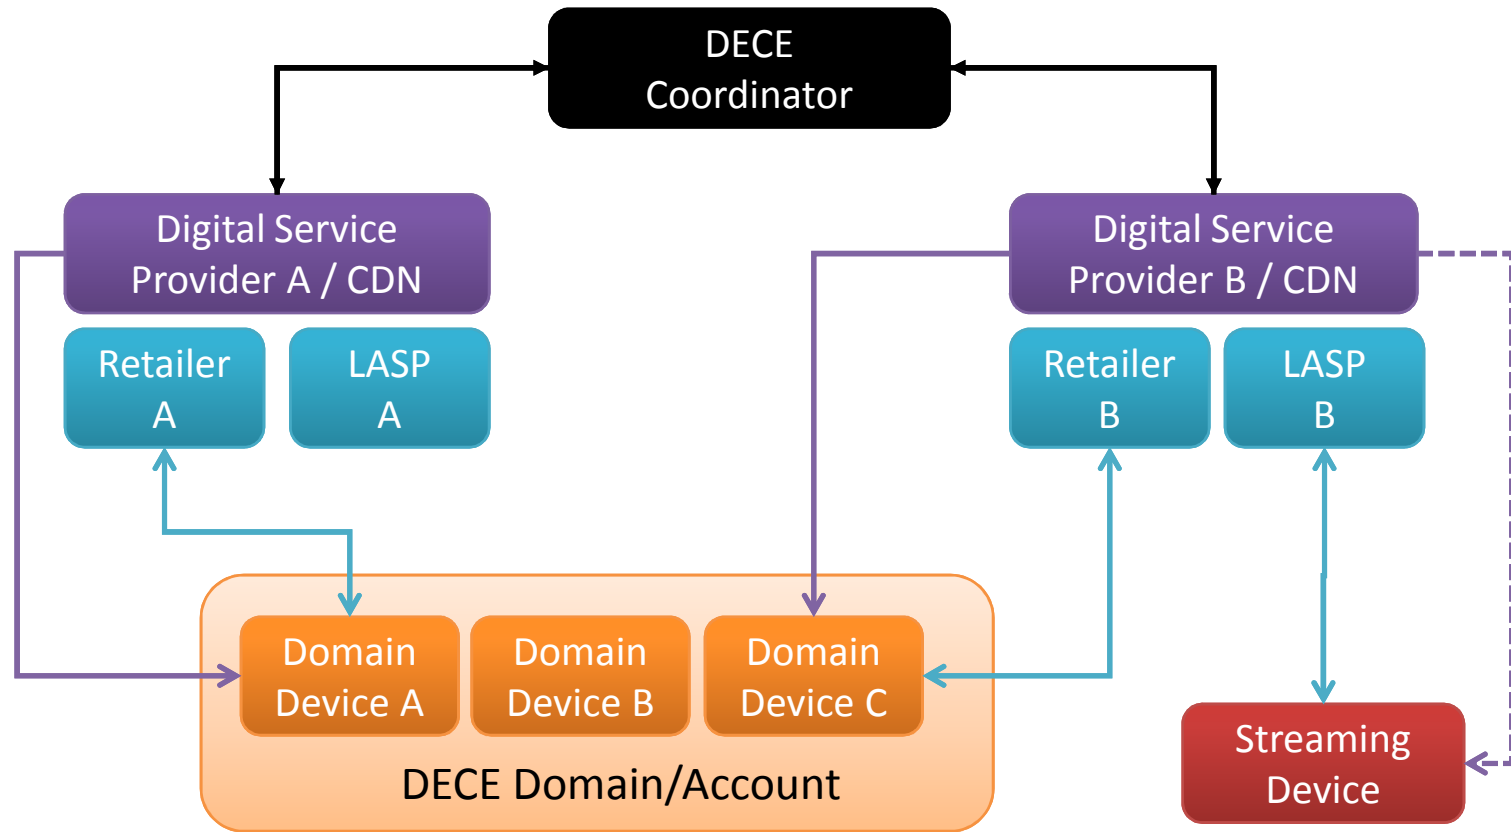 DECE
Coordinator
Digital Service
Provider A / CDN
Digital Service
Provider B / CDN
Retailer
A
LASP
A
Retailer
B
LASP
B
Domain
Device A
Domain
Device B
Domain
Device C
DECE Domain/Account
Streaming
Device